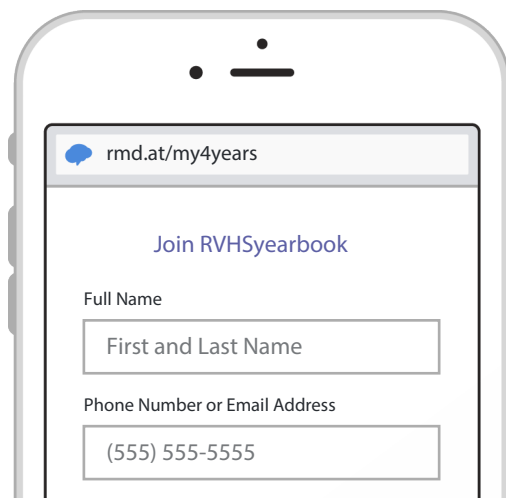 rmd.at/my4years
Join RVHSyearbook
Full Name
First and Last Name
Phone Number or Email Address
(555) 555-5555